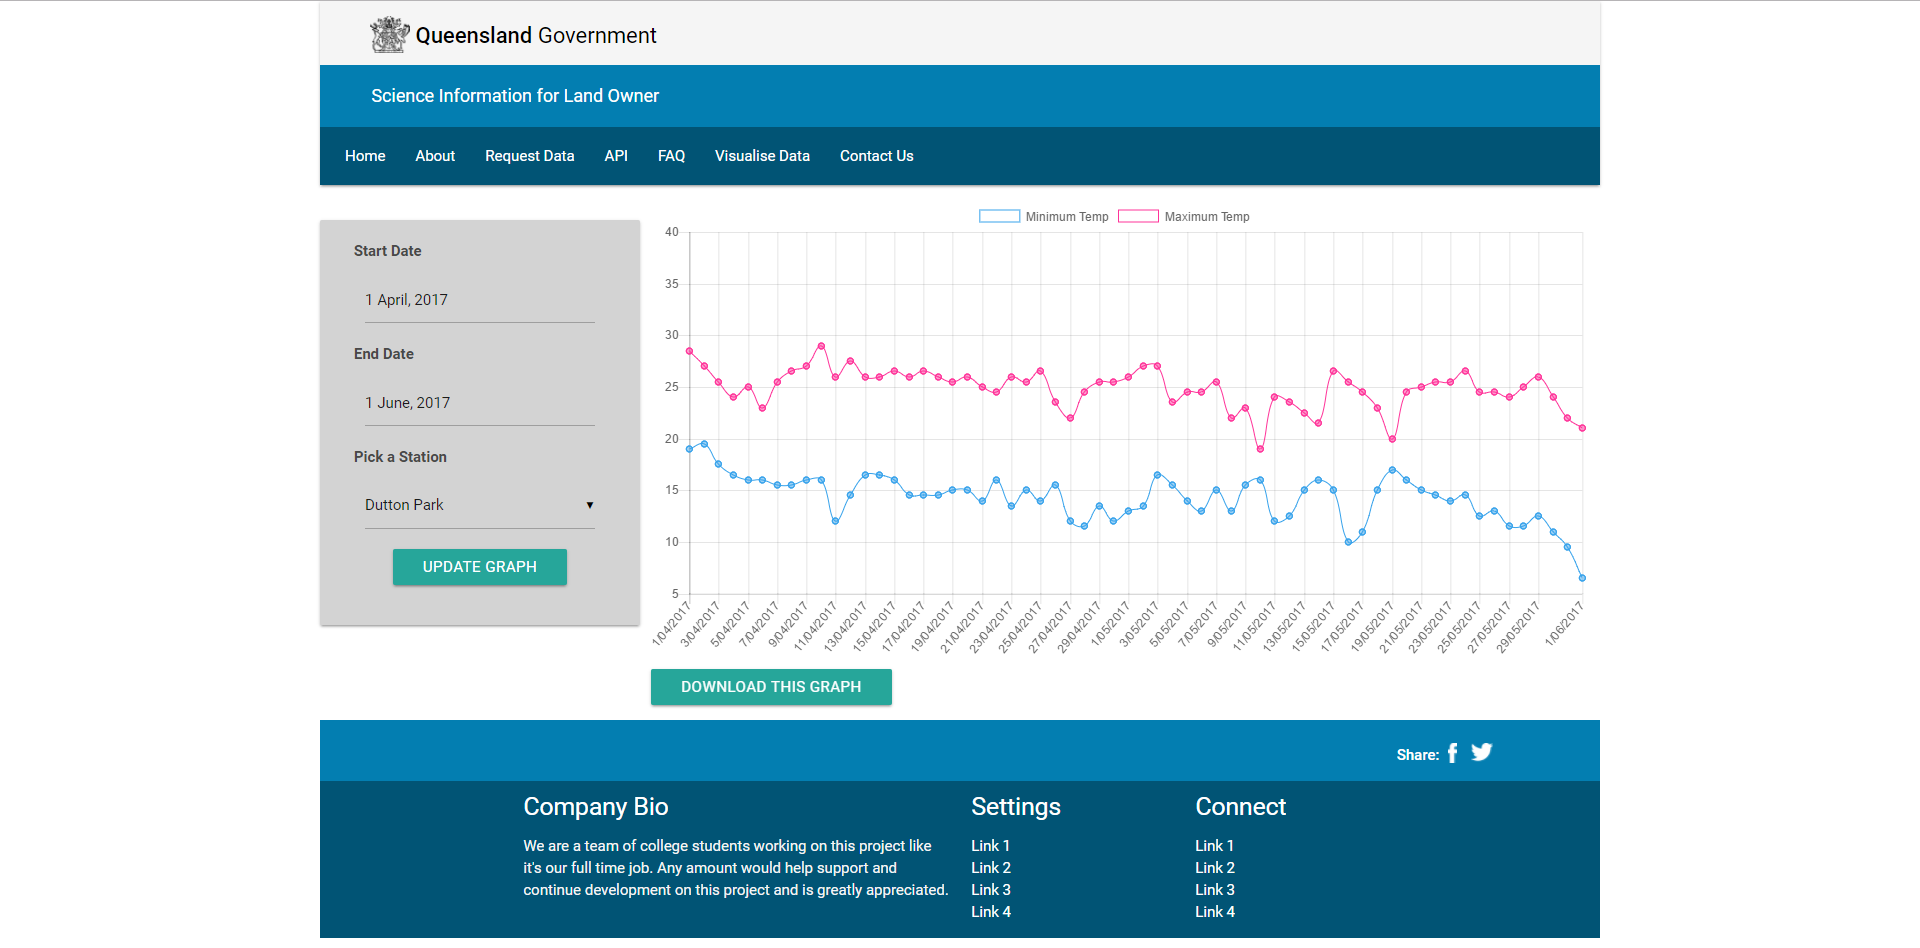 Queensland Government
Science Information for Land Owner
Home About Request Data API FAQ Visualise Data Contact Us
Start Date
1 April, 2017
End Date
1 June, 2017
Pick a Station
Dutton Park ▼
UPDATE GRAPH
Minimum Temp Maximum Temp
40
35
30
25
20
15
10
5
1/04/2017 3/04/2017 5/04/2017 7/04/2017 9/04/2017 11/04/2017 13/04/2017 15/04/2017 17/04/2017 19/04/2017 21/04/2017 23/04/2017 25/04/2017 27/04/2017 29/04/2017 1/05/2017 3/05/2017 5/05/2017 7/05/2017 9/05/2017 11/05/2017 13/05/2017 15/05/2017 17/05/2017 19/05/2017 21/05/2017 23/05/2017 25/05/2017 27/05/2017 29/05/2017 1/06/2017
DOWNLOAD THIS GRAPH
Share:
Company Bio
We are a team of college students working on this project like
it's our full time job. Any amount would help support and
continue development on this project and is greatly appreciated.
Settings
Link 1
Link 2
Link 3
Link 4
Connect
Link 1
Link 2
Link 3
Link 4